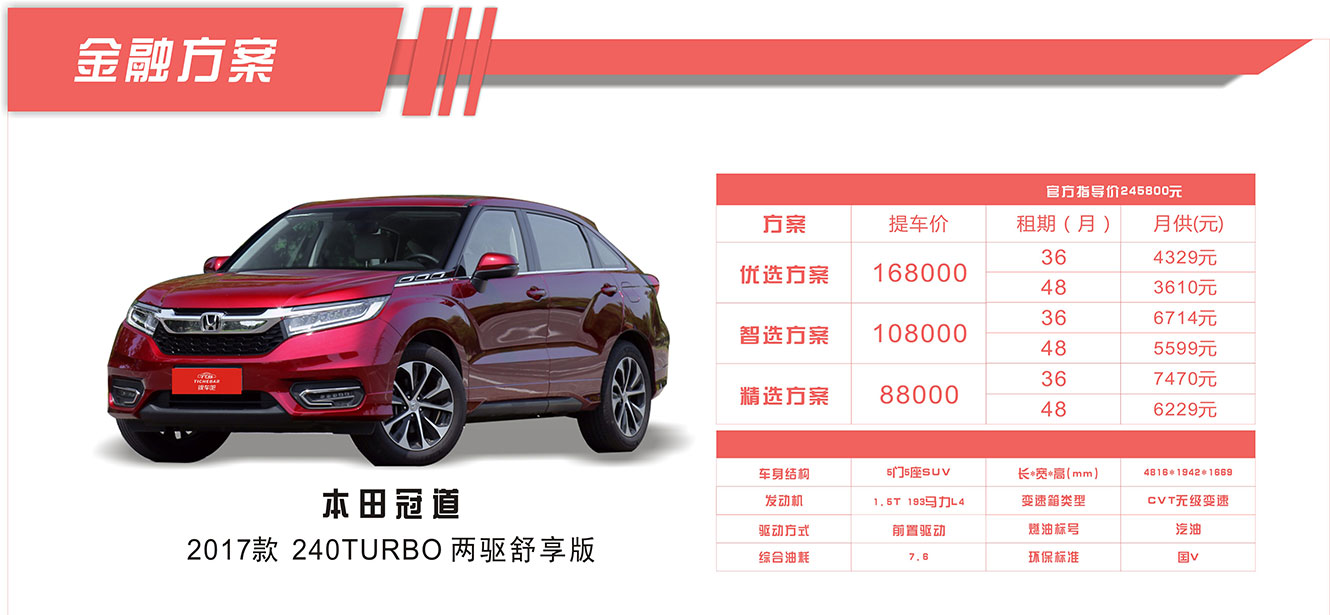 金融方案
官方指导价245800元
方案 提车价 租期（月） 月供(元)
优选方案 168000 36 4329元
48 3610元
智选方案 108000 36 6714元
48 5599元
精选方案 88000 36 7470元
48 6229元
车身结构 5门5座SUV 长*宽*高(mm) 4816*1942*1669
发动机 1.5T 193马力L4 变速箱类型 CVT无级变速
驱动方式 前置驱动 燃油标号 汽油
综合油耗 7.6 环保标准 国V
TICHEBAR
提车吧
本田冠道
2017款 240TURBO 两驱舒享版